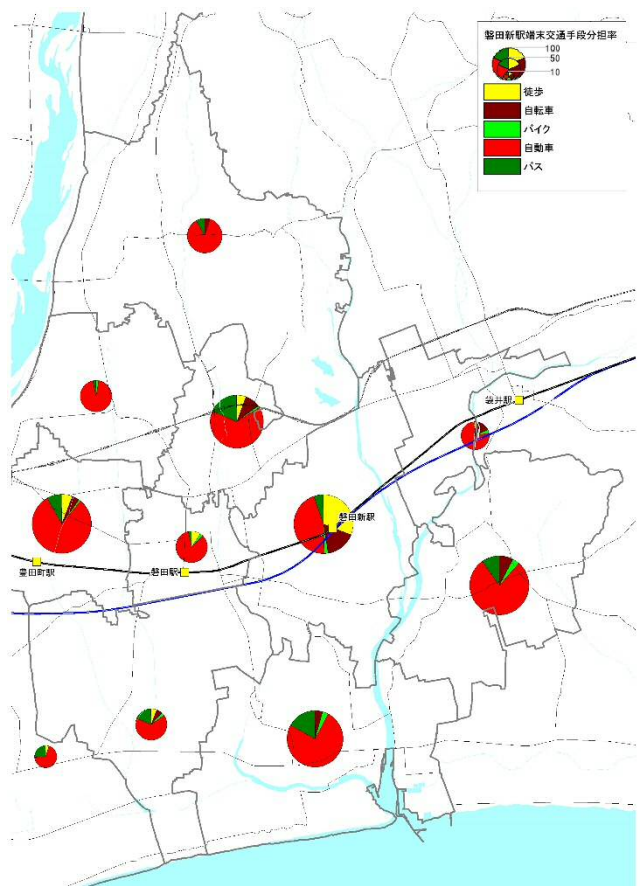 磐田新駅端末交通手段分担率
100
50
10
徒歩
自転車
バイク
自動車
バス
袋井駅
磐田新駅
豊田町駅
磐田駅